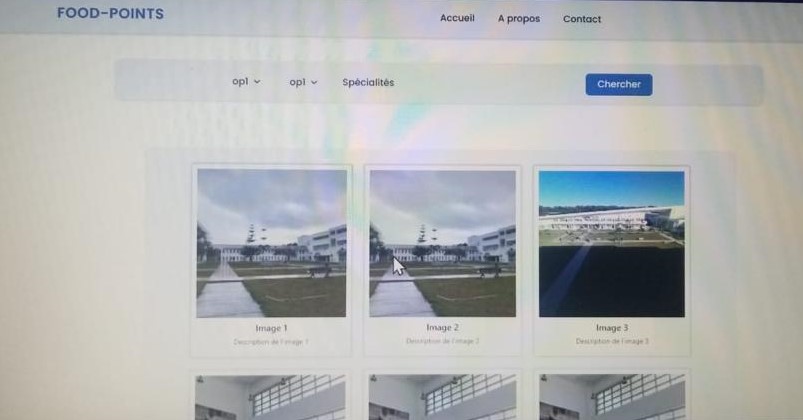 FOOD-POINTS
Accueil A propos Contact
op1 op1 Spécialités Chercher
Image 1 Image 2 Image 3
Description de l'image 1 Description de l'image 2 Description de l'image 3